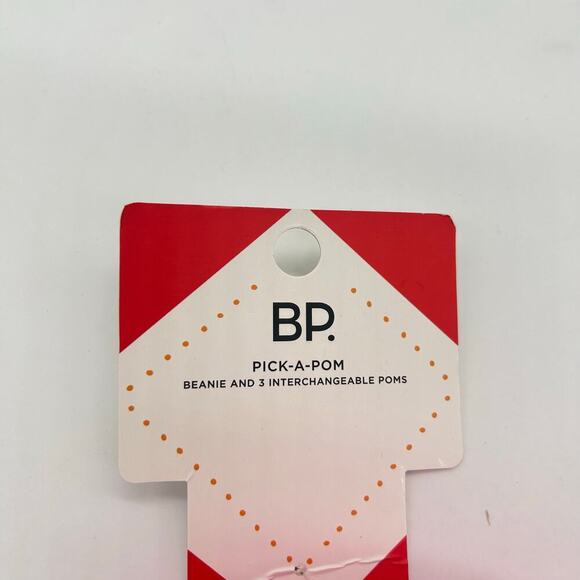 BP.
PICK-A-POM
BEANIE AND 3 INTERCHANGEABLE POMS